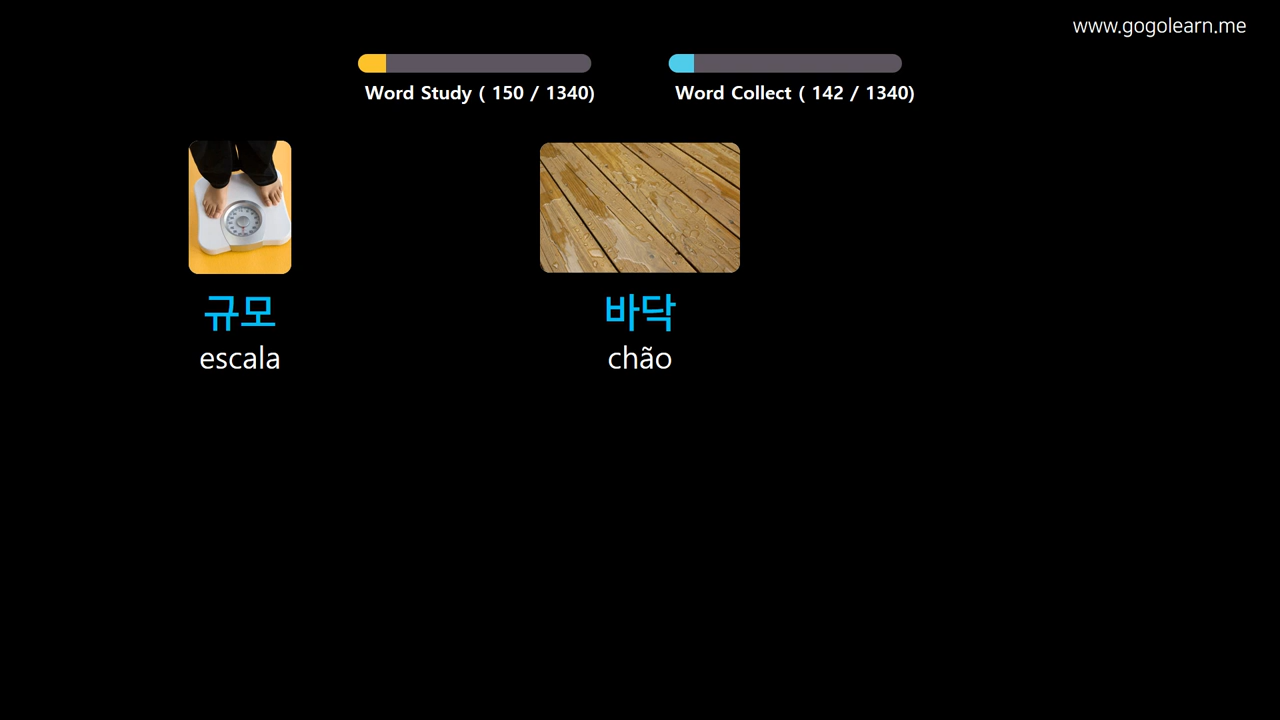 www.gogolearn.me
Word Study ( 150 / 1340)
Word Collect ( 142 / 1340)
규모
바닥
escala
chão